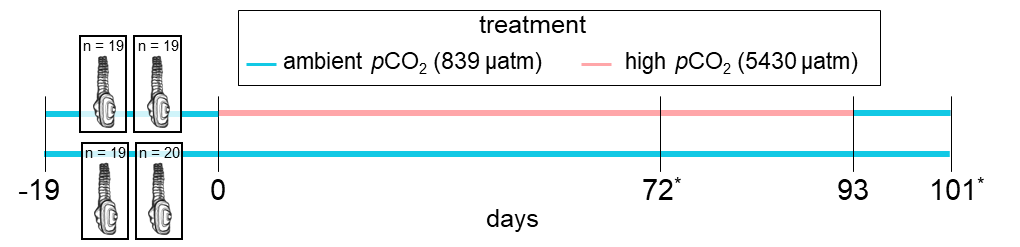 treatment
ambient pCO₂ (839 µatm) high pCO₂ (5430 µatm)
n = 19 n = 19
n = 19 n = 20
-19 0 72* 93 101*
days